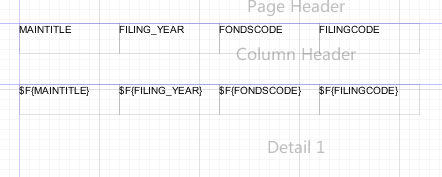 Page Header
MAINTITLE FILING_YEAR FONDSCODE FILINGCODE
Column Header
$F{MAINTITLE} $F{FILING_YEAR} $F{FONDSCODE} $F{FILINGCODE}
Detail 1